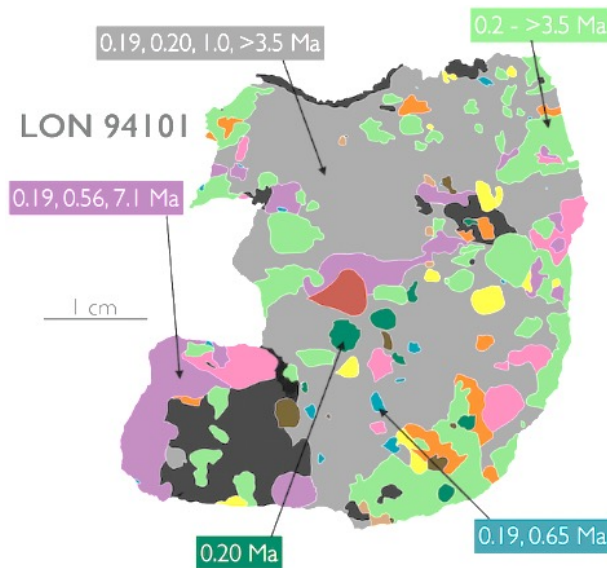 0.19, 0.20, 1.0, >3.5 Ma
0.2 - >3.5 Ma
LON 94101
0.19, 0.56, 7.1 Ma
1 cm
0.20 Ma
0.19, 0.65 Ma